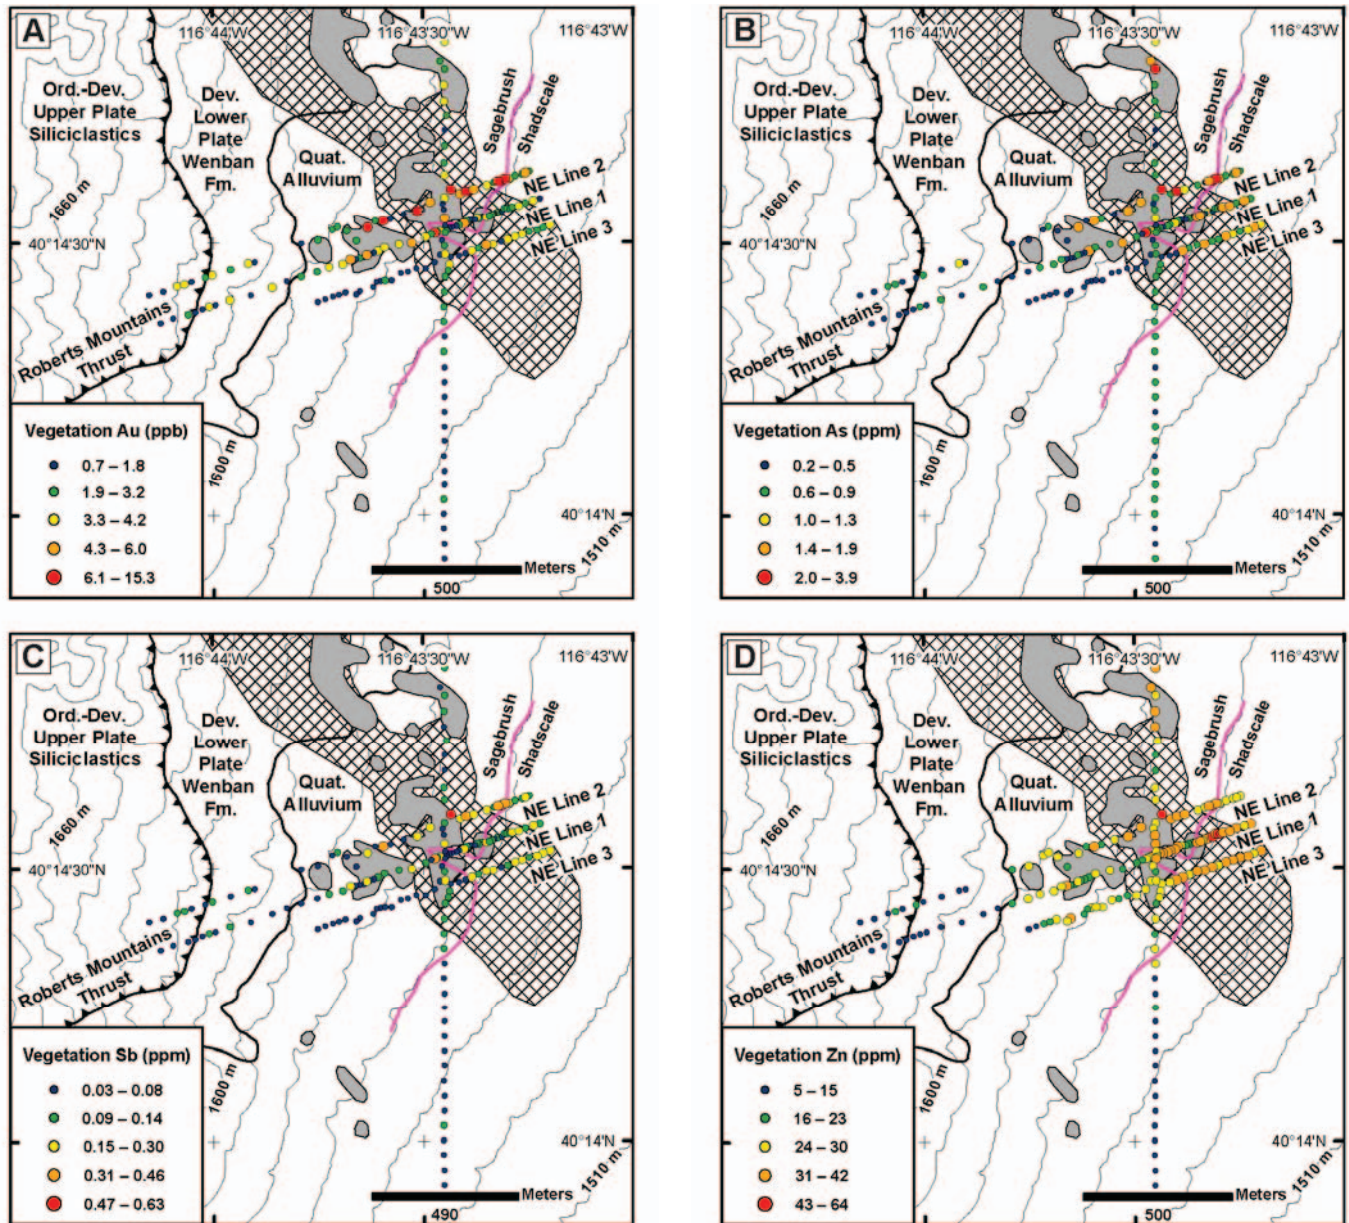 A
116°44'W
116°43'30"W
116°43'W
Ord.-Dev.
Upper Plate
Siliciclastics
Dev.
Lower
Plate
Wenban
Fm.
Quat.
Alluvium
Sagebrush
Shadscale
1660 m
NE Line 2
NE Line 1
NE Line 3
40°14'30"N
Roberts Mountains
Thrust
Vegetation Au (ppb)
0.7 – 1.8
1.9 – 3.2
3.3 – 4.2
4.3 – 6.0
6.1 – 15.3
1600 m
40°14'N
1510 m
Meters
500
B
116°44'W
116°43'30"W
116°43'W
Ord.-Dev.
Upper Plate
Siliciclastics
Dev.
Lower
Plate
Wenban
Fm.
Quat.
Alluvium
Sagebrush
Shadscale
1660 m
NE Line 2
NE Line 1
NE Line 3
40°14'30"N
Roberts Mountains
Thrust
Vegetation As (ppm)
0.2 – 0.5
0.6 – 0.9
1.0 – 1.3
1.4 – 1.9
2.0 – 3.9
1600 m
40°14'N
1510 m
Meters
500
C
116°44'W
116°43'30"W
116°43'W
Ord.-Dev.
Upper Plate
Siliciclastics
Dev.
Lower
Plate
Wenban
Fm.
Quat.
Alluvium
Sagebrush
Shadscale
1660 m
NE Line 2
NE Line 1
NE Line 3
40°14'30"N
Roberts Mountains
Thrust
Vegetation Sb (ppm)
0.03 – 0.08
0.09 – 0.14
0.15 – 0.30
0.31 – 0.46
0.47 – 0.63
1600 m
40°14'N
1510 m
Meters
490
D
116°44'W
116°43'30"W
116°43'W
Ord.-Dev.
Upper Plate
Siliciclastics
Dev.
Lower
Plate
Wenban
Fm.
Quat.
Alluvium
Sagebrush
Shadscale
1660 m
NE Line 2
NE Line 1
NE Line 3
40°14'30"N
Roberts Mountains
Thrust
Vegetation Zn (ppm)
5 – 15
16 – 23
24 – 30
31 – 42
43 – 64
1600 m
40°14'N
1510 m
Meters
500